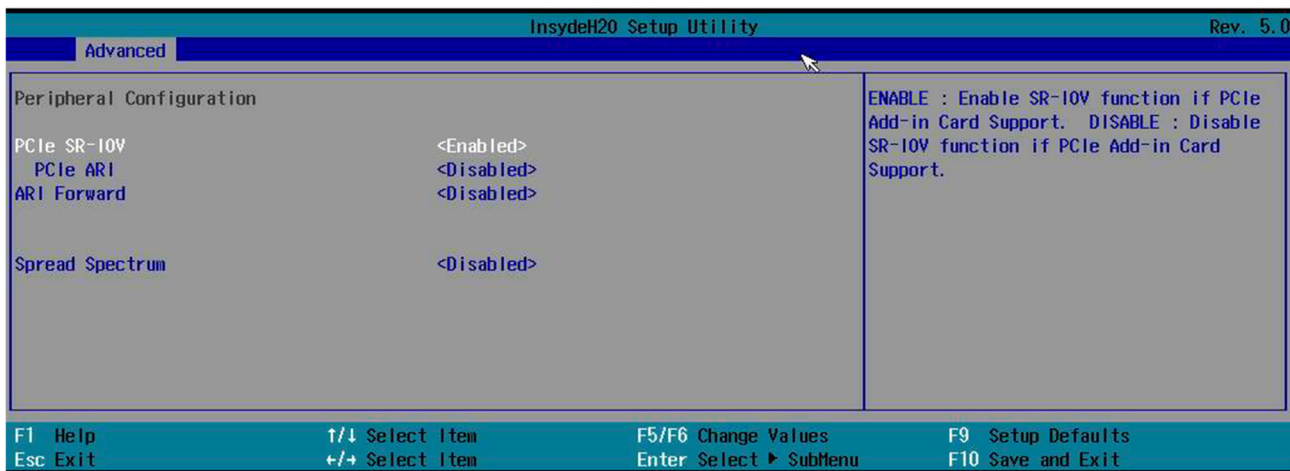 InsydeH20 Setup Utility Rev. 5.0
Advanced
Peripheral Configuration
PCIe SR-IOV <Enabled>
PCIe ARI <Disabled>
ARI Forward <Disabled>
Spread Spectrum <Disabled>
ENABLE : Enable SR-IOV function if PCIe
Add-in Card Support. DISABLE : Disable
SR-IOV function if PCIe Add-in Card
Support.
F1 Help ↑/↓ Select Item F5/F6 Change Values F9 Setup Defaults
Esc Exit ←/→ Select Item Enter Select ▶ SubMenu F10 Save and Exit